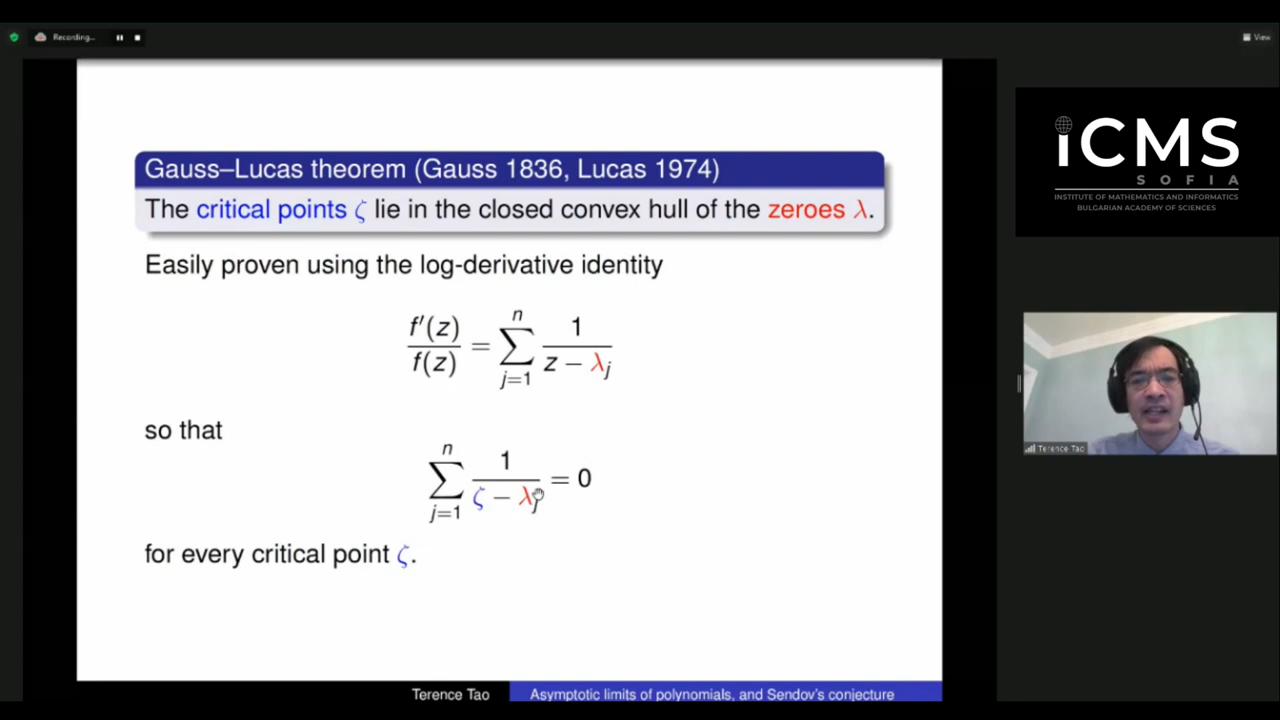 Recording...
View
Gauss–Lucas theorem (Gauss 1836, Lucas 1974)
The critical points ζ lie in the closed convex hull of the zeroes λ.
Easily proven using the log-derivative identity
f′(z)/f(z) = ∑_{j=1}^{n} 1/(z − λ_j)
so that
∑_{j=1}^{n} 1/(ζ − λ_j) = 0
for every critical point ζ.
Terence Tao
Asymptotic limits of polynomials, and Sendov's conjecture
iCMS
SOFIA
INSTITUTE OF MATHEMATICS AND INFORMATICS
BULGARIAN ACADEMY OF SCIENCES
Terence Tao